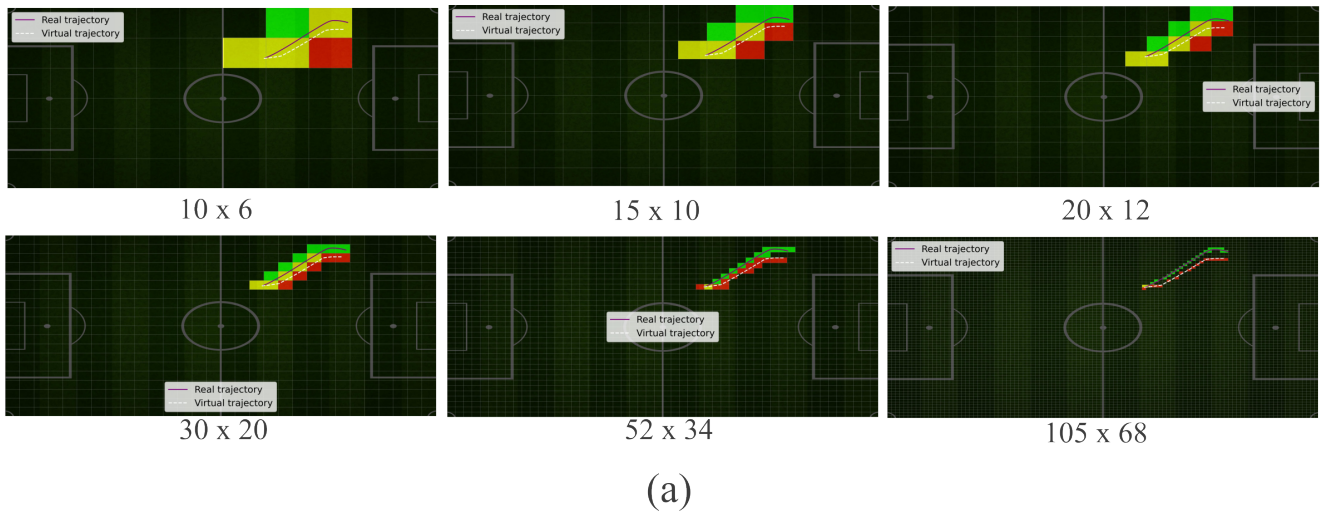 Real trajectory
Virtual trajectory
10 x 6
Real trajectory
Virtual trajectory
15 x 10
Real trajectory
Virtual trajectory
20 x 12
Real trajectory
Virtual trajectory
30 x 20
Real trajectory
Virtual trajectory
52 x 34
Real trajectory
Virtual trajectory
105 x 68
(a)